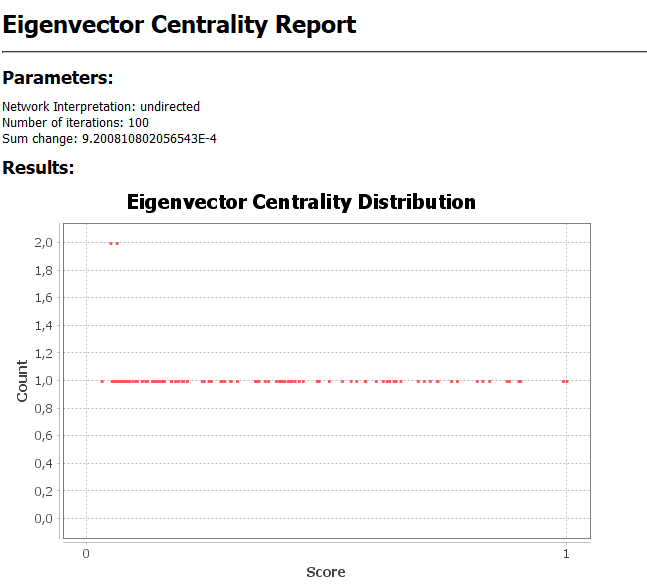 Eigenvector Centrality Report
Parameters:
Network Interpretation: undirected
Number of iterations: 100
Sum change: 9.200810802056543E-4
Results:
Eigenvector Centrality Distribution
2,0
1,8
1,6
1,4
1,2
1,0
0,8
0,6
0,4
0,2
0,0
Count
0
1
Score